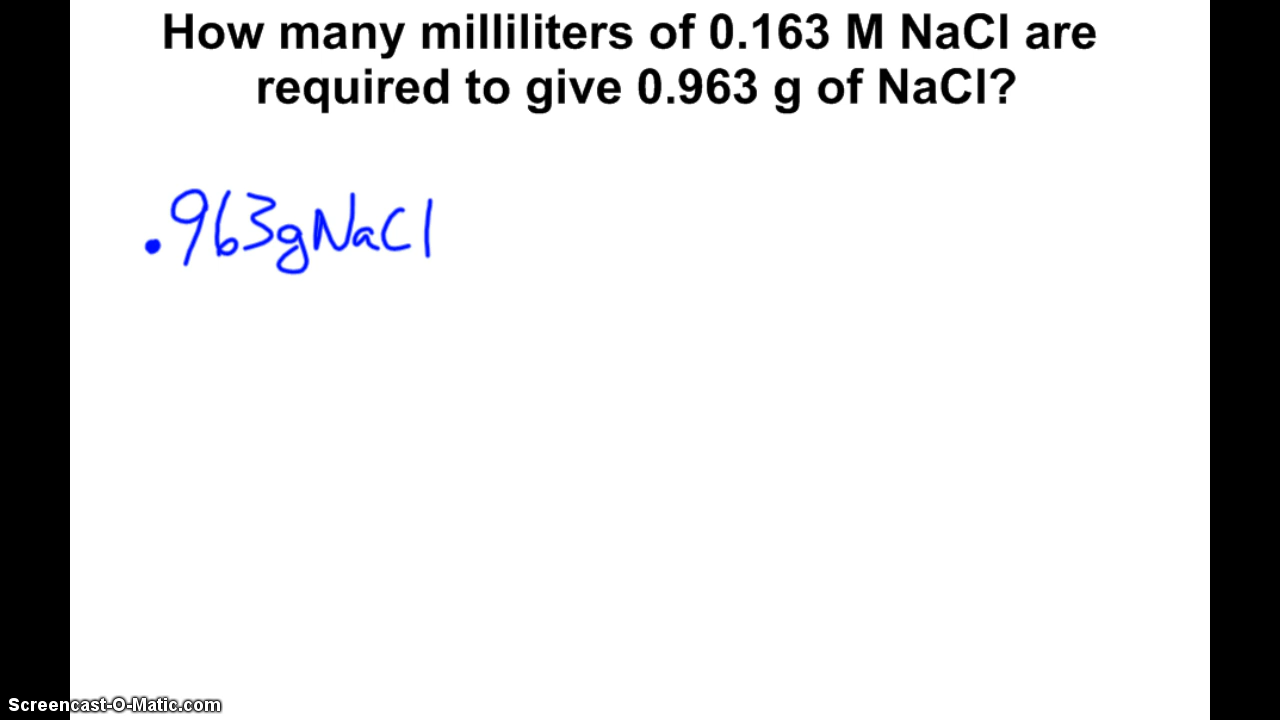 How many milliliters of 0.163 M NaCl are
required to give 0.963 g of NaCl?
.963gNaCl
Screencast-O-Matic.com